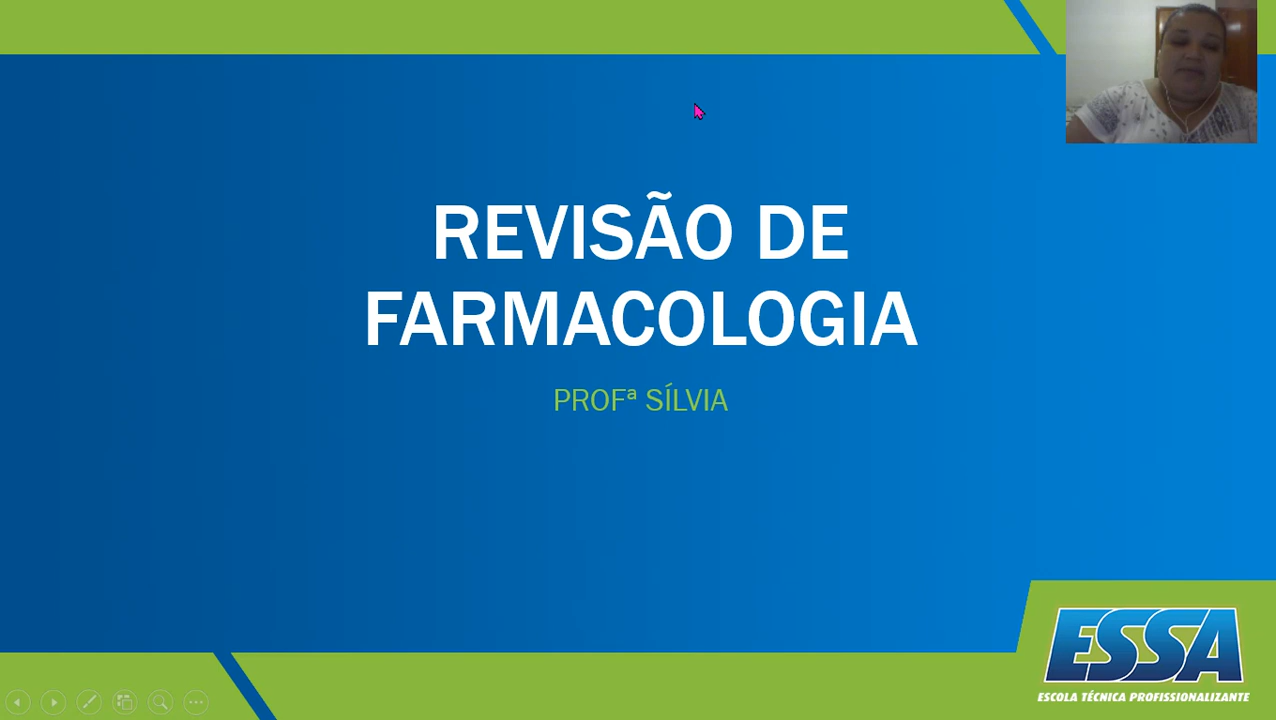 REVISÃO DE
FARMACOLOGIA
PROFª SÍLVIA
ESSA
ESCOLA TÉCNICA PROFISSIONALIZANTE